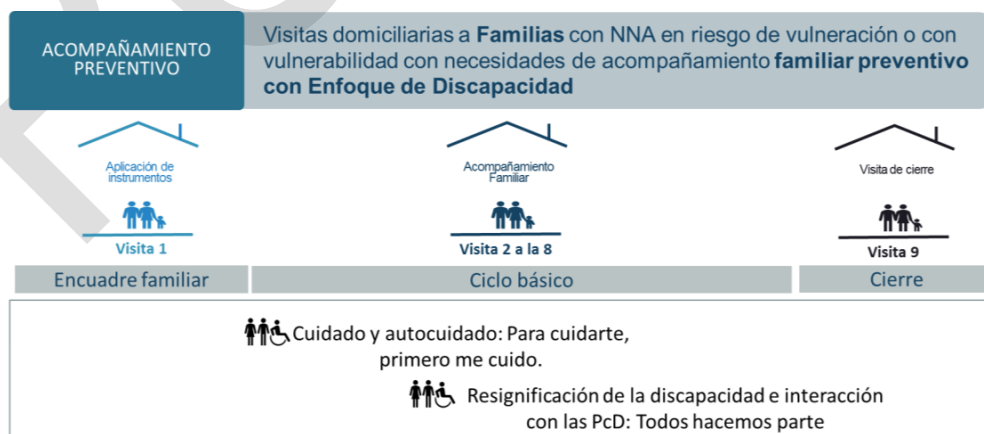 ACOMPAÑAMIENTO
PREVENTIVO
Visitas domiciliarias a Familias con NNA en riesgo de vulneración o con
vulnerabilidad con necesidades de acompañamiento familiar preventivo
con Enfoque de Discapacidad
Aplicación de
instrumentos
Visita 1
Acompañamiento
Familiar
Visita 2 a la 8
Visita de cierre
Visita 9
Encuadre familiar
Ciclo básico
Cierre
Cuidado y autocuidado: Para cuidarte,
primero me cuido.
Resignificación de la discapacidad e interacción
con las PcD: Todos hacemos parte